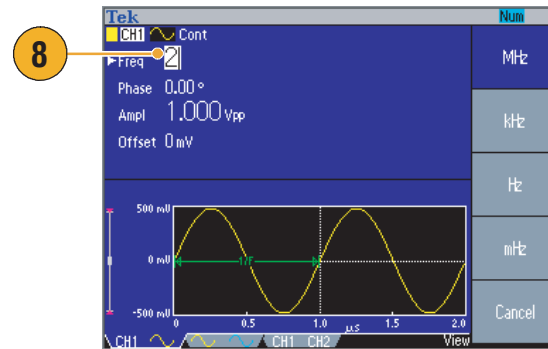 Tek
Num
CH1 Cont
8
Freq 2
Phase 0.00°
Ampl 1.000 Vpp
Offset 0 mV
MHz
kHz
Hz
mHz
Cancel
500 mV
0 mV
-500 mV
1/F
0 0.5 1.0 1.5 2.0
μs
CH1 CH1 CH2 View